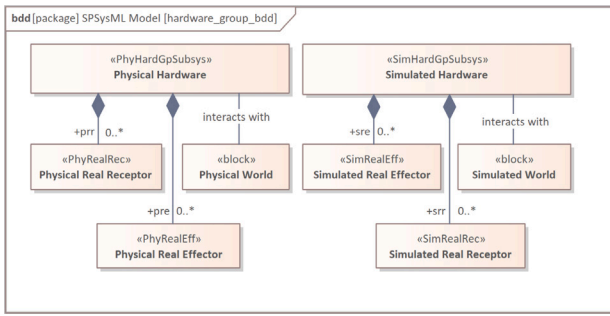 bdd [package] SPSysML Model [hardware_group_bdd]
«PhyHardGpSubsys»
Physical Hardware
«SimHardGpSubsys»
Simulated Hardware
interacts with
interacts with
+prr 0..*
+sre 0..*
«PhyRealRec»
Physical Real Receptor
«block»
Physical World
«SimRealEff»
Simulated Real Effector
«block»
Simulated World
+pre 0..*
+srr 0..*
«PhyRealEff»
Physical Real Effector
«SimRealRec»
Simulated Real Receptor